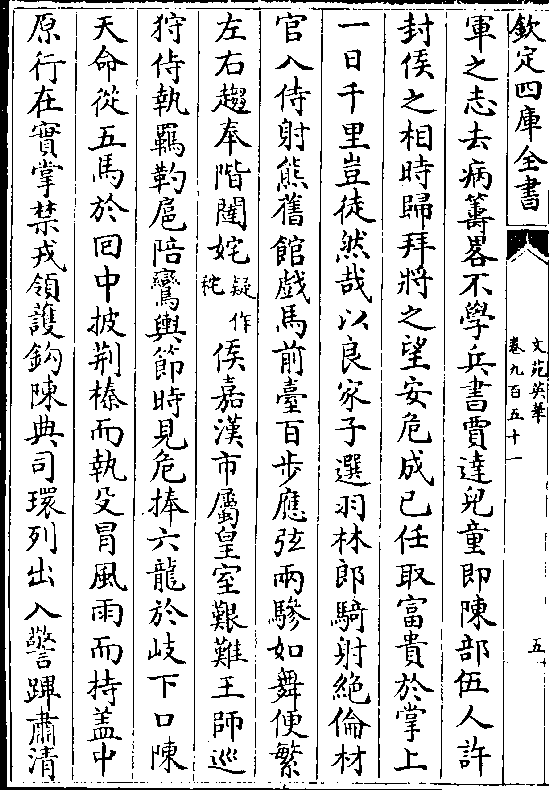 欽定四庫全書
文苑英華
卷九百五十一
五
軍之志去病籌畧不學兵書賈逵兒童即陳部伍人許
封侯之相時歸拜將之望安危成已任取富貴於掌上
一日千里豈徒然哉以良家子選羽林郎騎射絶倫材
官入侍射熊舊館戲馬前臺百步應弦兩驂如舞便繁
左右趨奉階闥姹疑作秺侯嘉漢市屬皇室艱難王師巡
狩侍執羈靮扈陪鸞輿節時見危捧六龍於岐下口陳
天命從五馬於回中披荆榛而執殳冒風雨而持盖中
原行在實掌禁戎領護鈎陳典司環列出入警蹕肅清